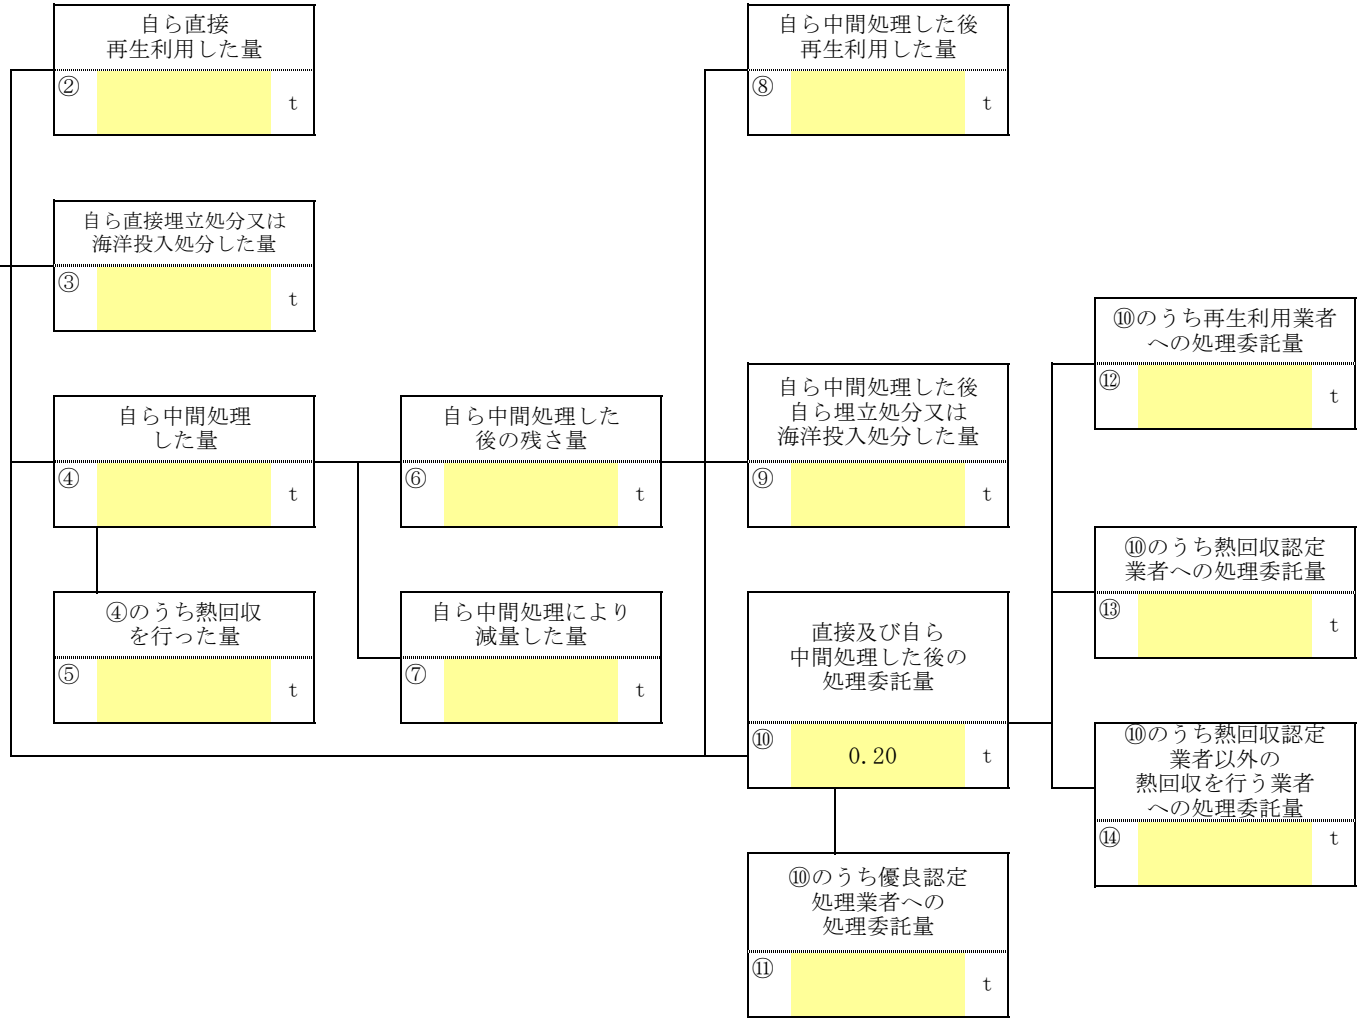 自ら直接
再生利用した量
②
t
自ら中間処理した後
再生利用した量
⑧
t
自ら直接埋立処分又は
海洋投入処分した量
③
t
⑩のうち再生利用業者
への処理委託量
⑫
t
自ら中間処理
した量
④
t
自ら中間処理した
後の残さ量
⑥
t
自ら中間処理した後
自ら埋立処分又は
海洋投入処分した量
⑨
t
⑩のうち熱回収認定
業者への処理委託量
⑬
t
④のうち熱回収
を行った量
⑤
t
自ら中間処理により
減量した量
⑦
t
直接及び自ら
中間処理した後の
処理委託量
⑩
0.20
t
⑩のうち熱回収認定
業者以外の
熱回収を行う業者
への処理委託量
⑭
t
⑩のうち優良認定
処理業者への
処理委託量
⑪
t